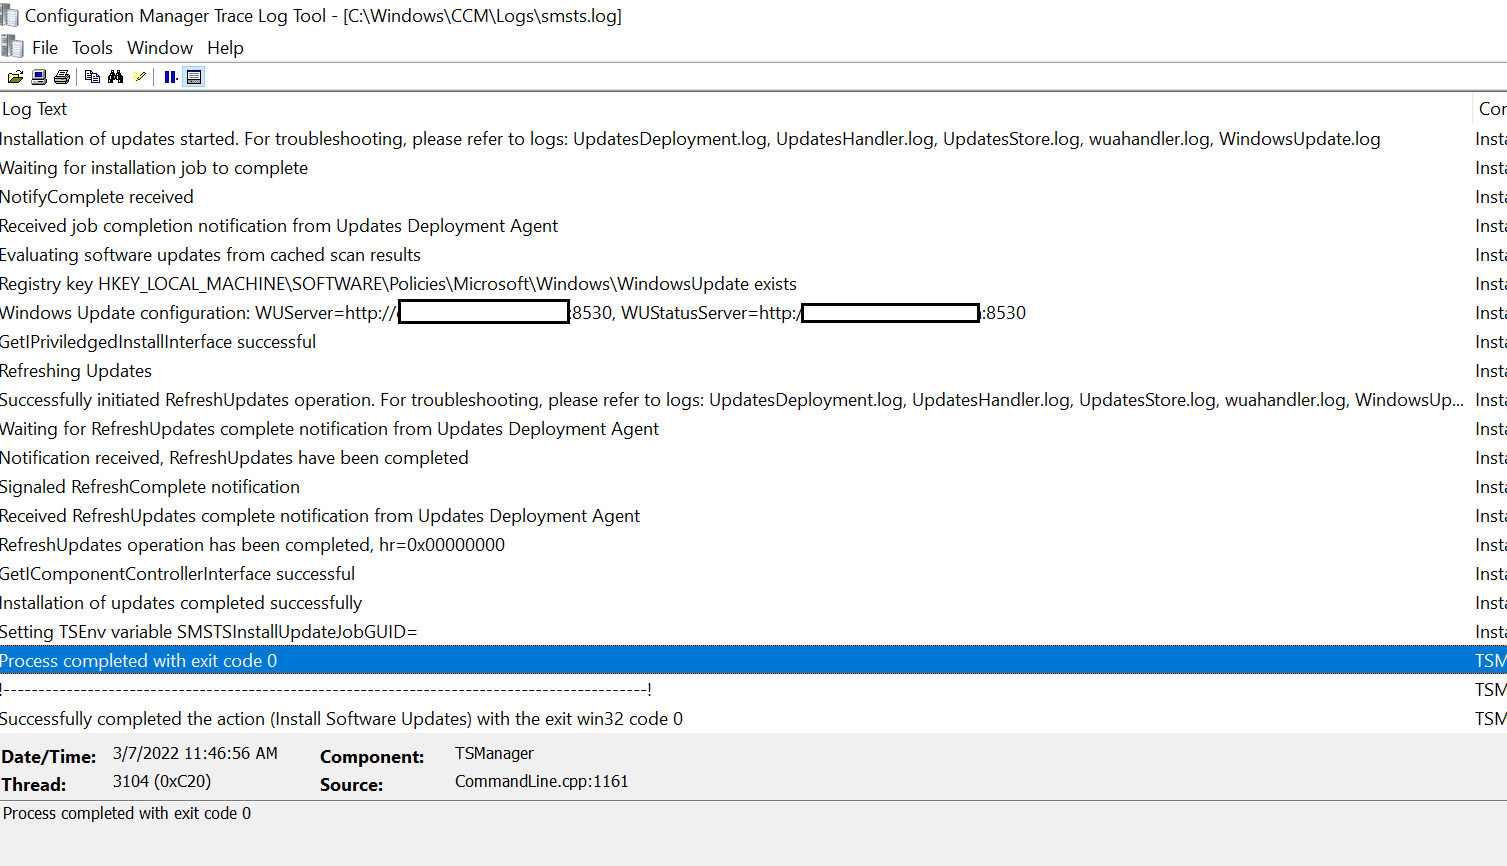 Configuration Manager Trace Log Tool - [C:\Windows\CCM\Logs\smsts.log]
File Tools Window Help
Log Text Cor
Installation of updates started. For troubleshooting, please refer to logs: UpdatesDeployment.log, UpdatesHandler.log, UpdatesStore.log, wuahandler.log, WindowsUpdate.log Insta
Waiting for installation job to complete Insta
NotifyComplete received Insta
Received job completion notification from Updates Deployment Agent Insta
Evaluating software updates from cached scan results Insta
Registry key HKEY_LOCAL_MACHINE\SOFTWARE\Policies\Microsoft\Windows\WindowsUpdate exists Insta
Windows Update configuration: WUServer=http:// :8530, WUStatusServer=http:/ :8530 Insta
GetIPriviledgedInstallInterface successful Insta
Refreshing Updates Insta
Successfully initiated RefreshUpdates operation. For troubleshooting, please refer to logs: UpdatesDeployment.log, UpdatesHandler.log, UpdatesStore.log, wuahandler.log, WindowsUp... Insta
Waiting for RefreshUpdates complete notification from Updates Deployment Agent Insta
Notification received, RefreshUpdates have been completed Insta
Signaled RefreshComplete notification Insta
Received RefreshUpdates complete notification from Updates Deployment Agent Insta
RefreshUpdates operation has been completed, hr=0x00000000 Insta
GetIComponentControllerInterface successful Insta
Installation of updates completed successfully Insta
Setting TSEnv variable SMSTSInstallUpdateJobGUID= Insta
Process completed with exit code 0 TSM
!--------------------------------------------------------------------------------------------! TSM
Successfully completed the action (Install Software Updates) with the exit win32 code 0 TSM
Date/Time: 3/7/2022 11:46:56 AM Component: TSManager
Thread: 3104 (0xC20) Source: CommandLine.cpp:1161
Process completed with exit code 0